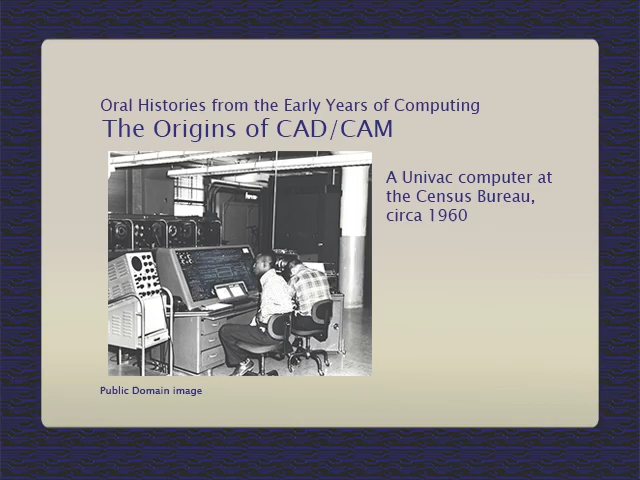 Oral Histories from the Early Years of Computing
The Origins of CAD/CAM
A Univac computer at
the Census Bureau,
circa 1960
Public Domain image